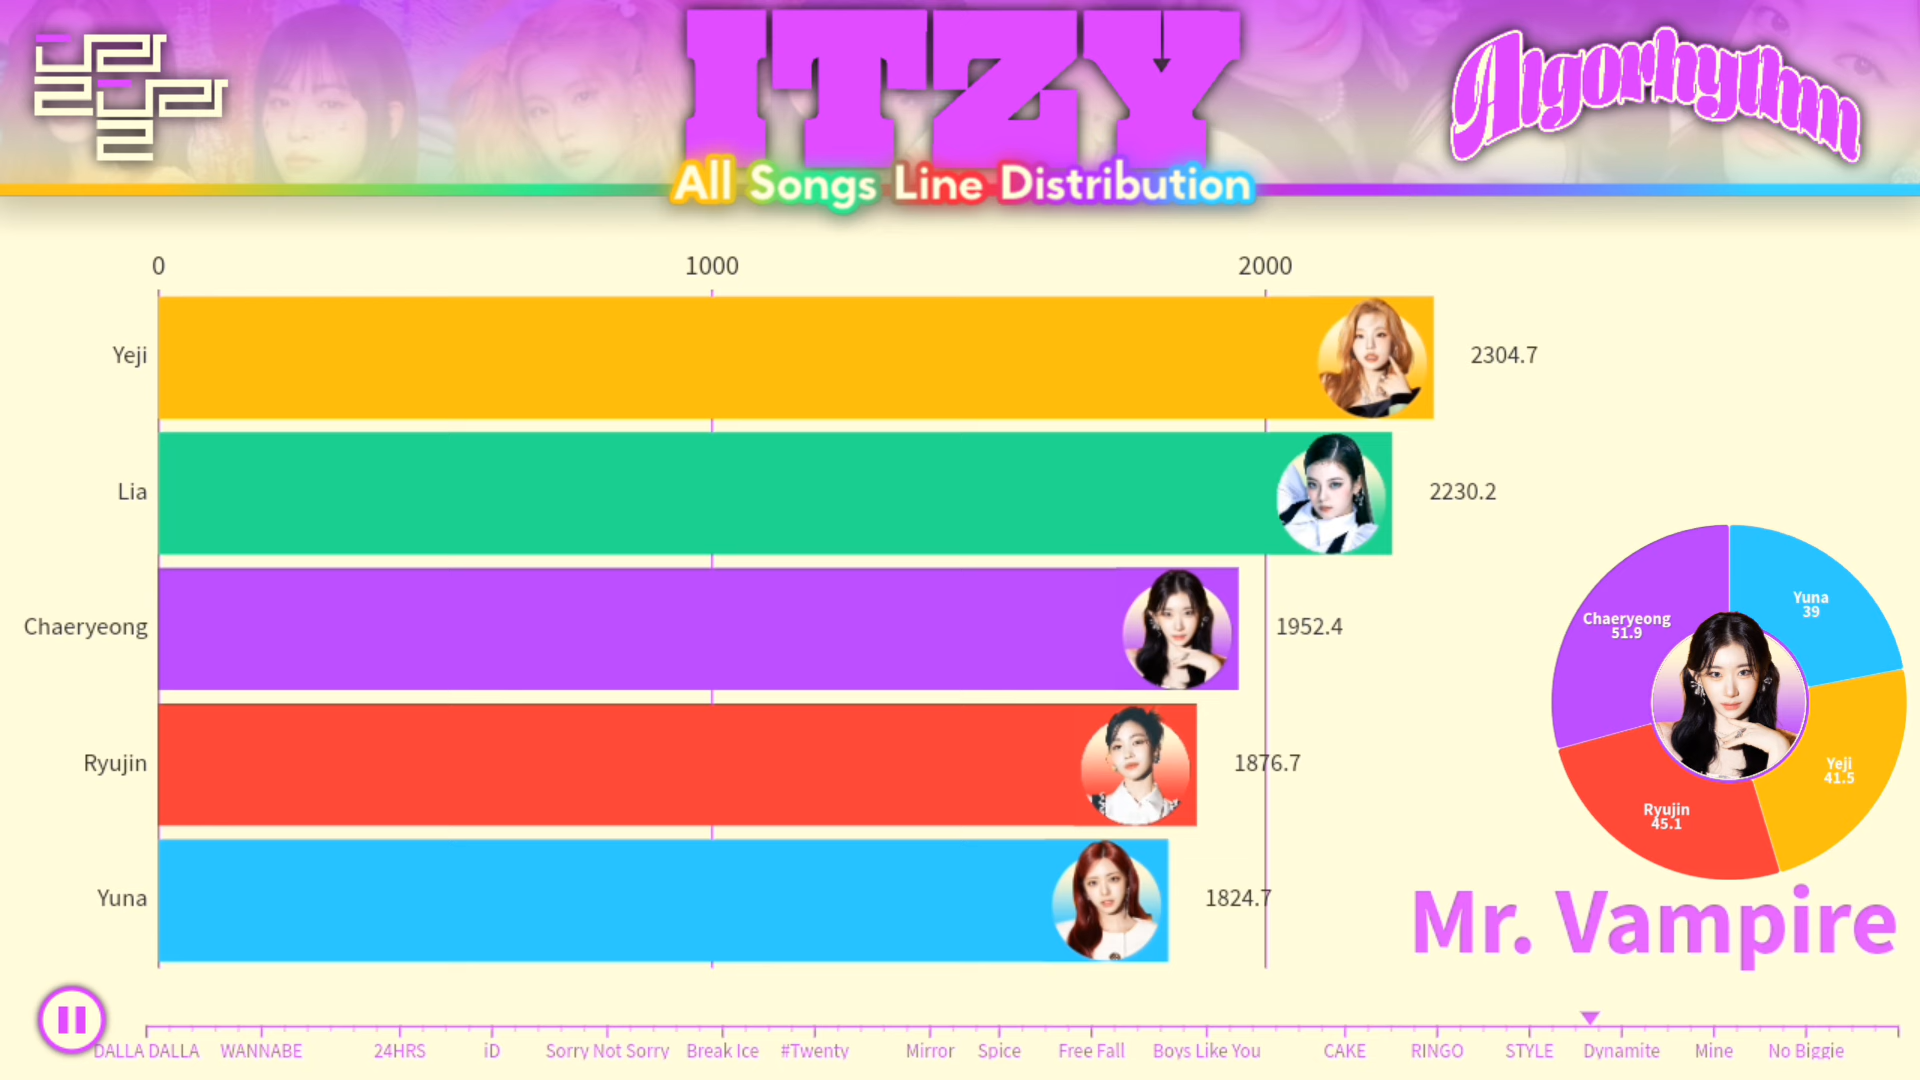 ITZY
Algorhythm
All Songs Line Distribution
0 1000 2000
Yeji 2304.7
Lia 2230.2
Chaeryeong 1952.4
Ryujin 1876.7
Yuna 1824.7
Yuna
39
Chaeryeong
51.9
Yeji
41.5
Ryujin
45.1
Mr. Vampire
DALLA DALLA WANNABE 24HRS iD Sorry Not Sorry Break Ice #Twenty Mirror Spice Free Fall Boys Like You CAKE RINGO STYLE Dynamite Mine No Biggie